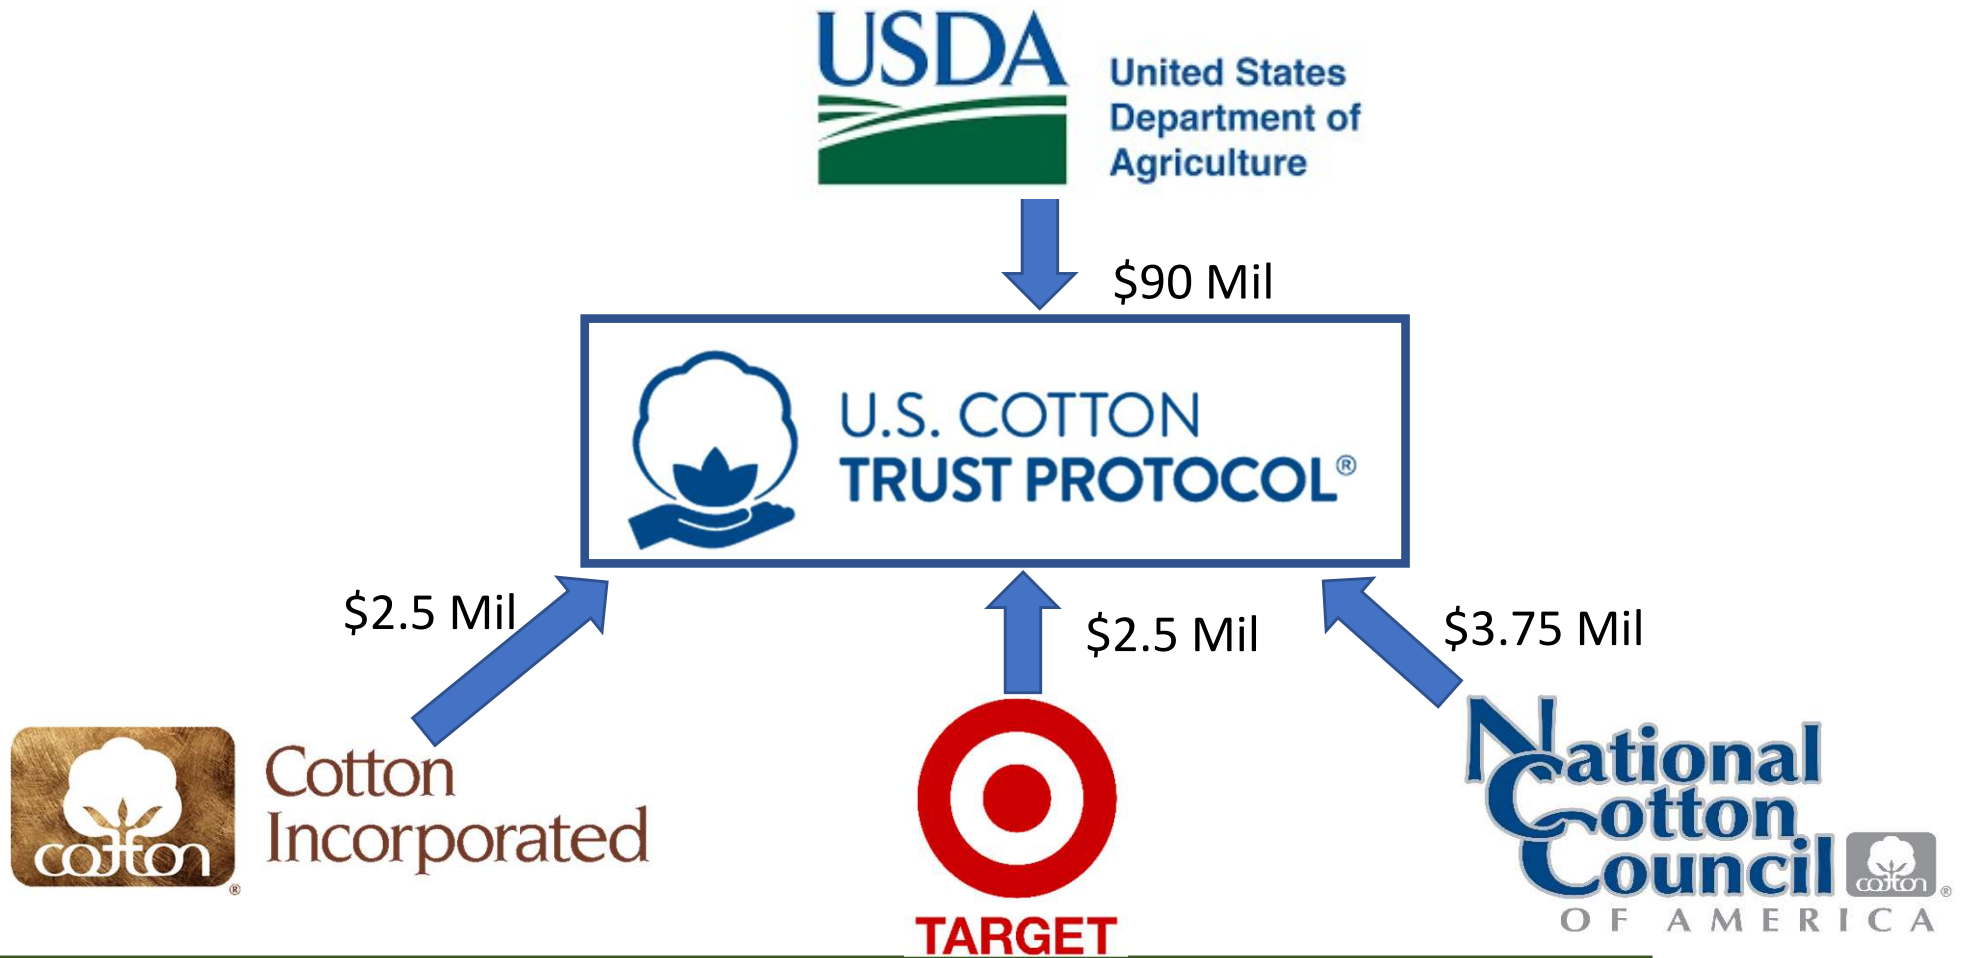 USDA
United States
Department of
Agriculture
$90 Mil
U.S. COTTON
TRUST PROTOCOL®
$2.5 Mil
$2.5 Mil
$3.75 Mil
cotton
®
Cotton
Incorporated
TARGET
National
Cotton
Council
cotton
®
OF AMERICA